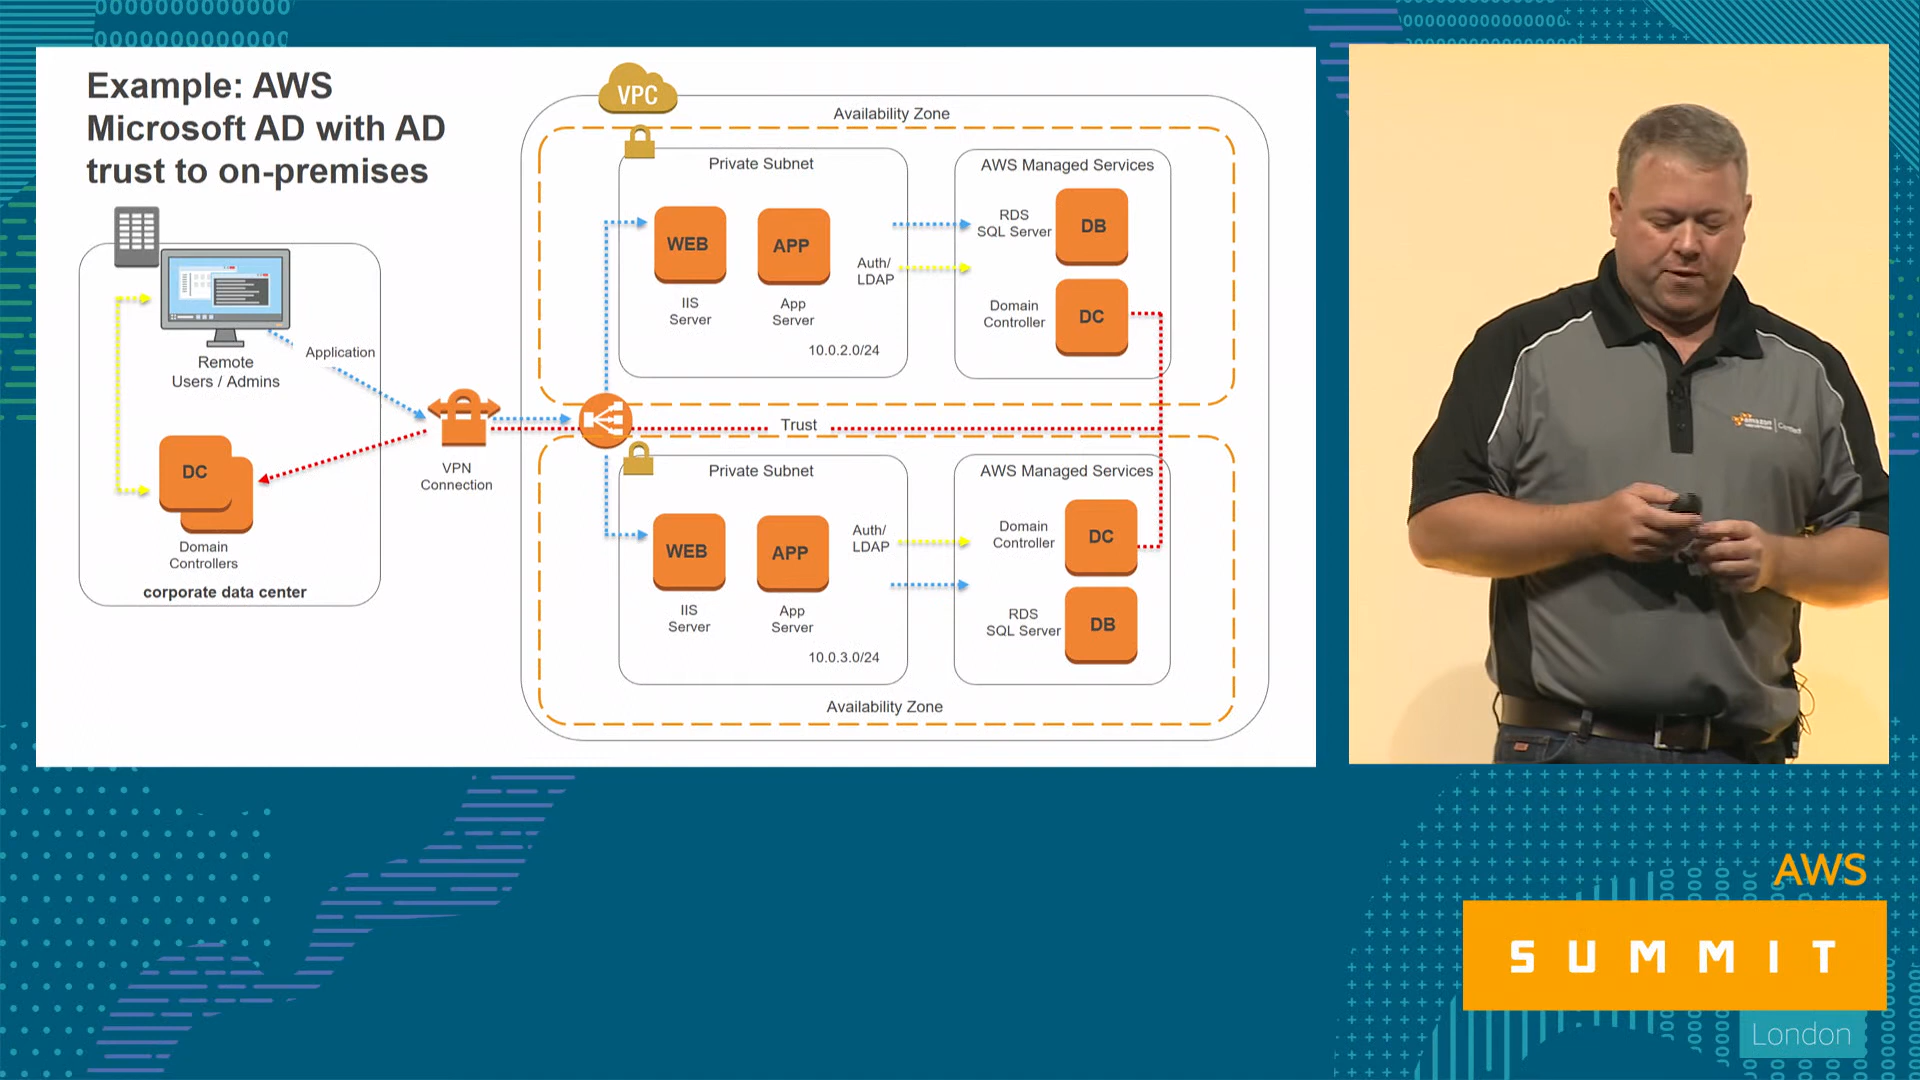 Example: AWS
Microsoft AD with AD
trust to on-premises
VPC
Availability Zone
Private Subnet
WEB
APP
IIS
Server
App
Server
Auth/
LDAP
10.0.2.0/24
AWS Managed Services
RDS
SQL Server
DB
Domain
Controller
DC
Remote
Users / Admins
Application
DC
Domain
Controllers
corporate data center
VPN
Connection
Trust
Private Subnet
WEB
APP
IIS
Server
App
Server
Auth/
LDAP
10.0.3.0/24
AWS Managed Services
Domain
Controller
DC
RDS
SQL Server
DB
Availability Zone
amazon
AWS
SUMMIT
London